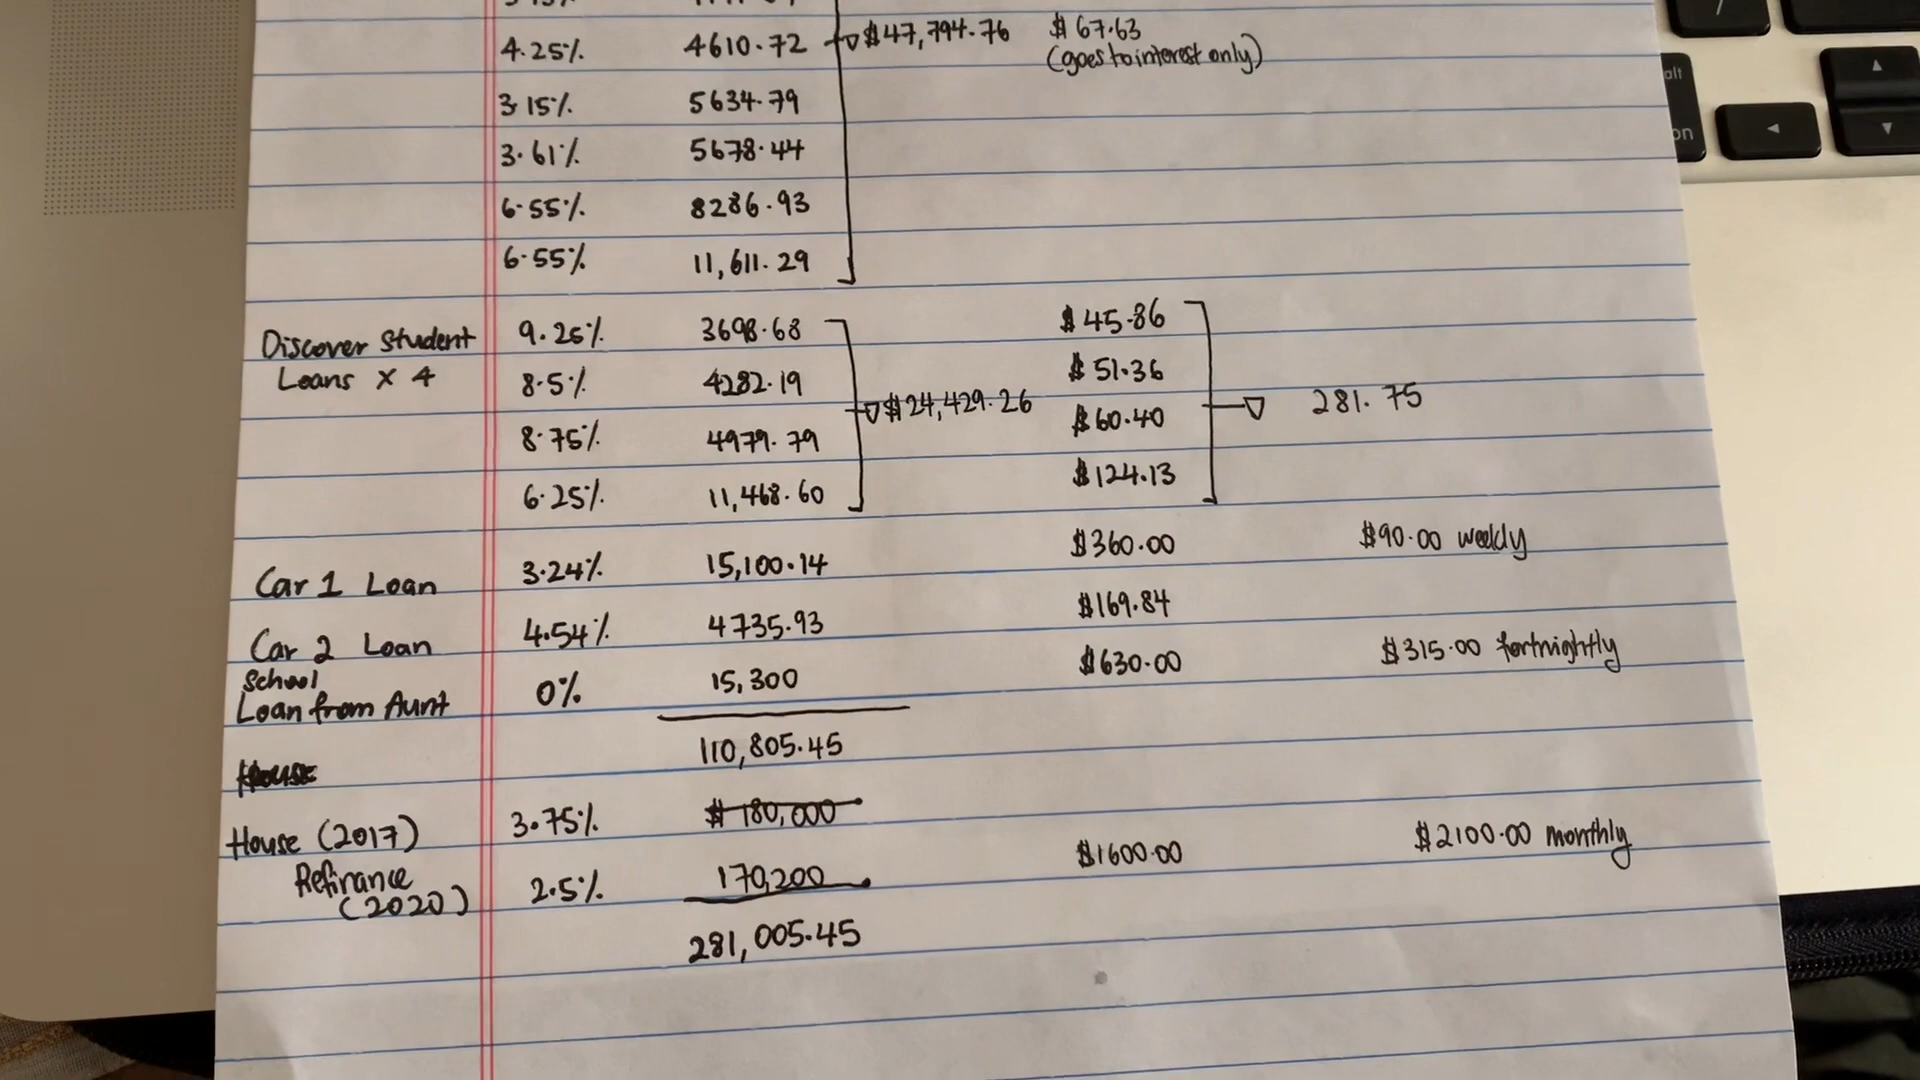 4.25% 4610.72 $47,794.76 $67.63
(goes to interest only)
3.15% 5634.79
3.61% 5678.44
6.55% 8286.93
6.55% 11,611.29
Discover Student 9.25% 3698.68 $45.86
Loans x 4 8.5% 4282.19 $24,429.26 $51.36 281.75
8.75% 4979.79 $60.40
6.25% 11,468.60 $124.13
Car 1 Loan 3.24% 15,100.14 $360.00 $90.00 weekly
Car 2 Loan 4.54% 4735.93 $169.84
School
Loan from Aunt 0% 15,300 $630.00 $315.00 fortnightly
110,805.45
House
House (2017) 3.75% $180,000
Refinance
(2020) 2.5% 170,200 $1600.00 $2100.00 monthly
281,005.45
alt